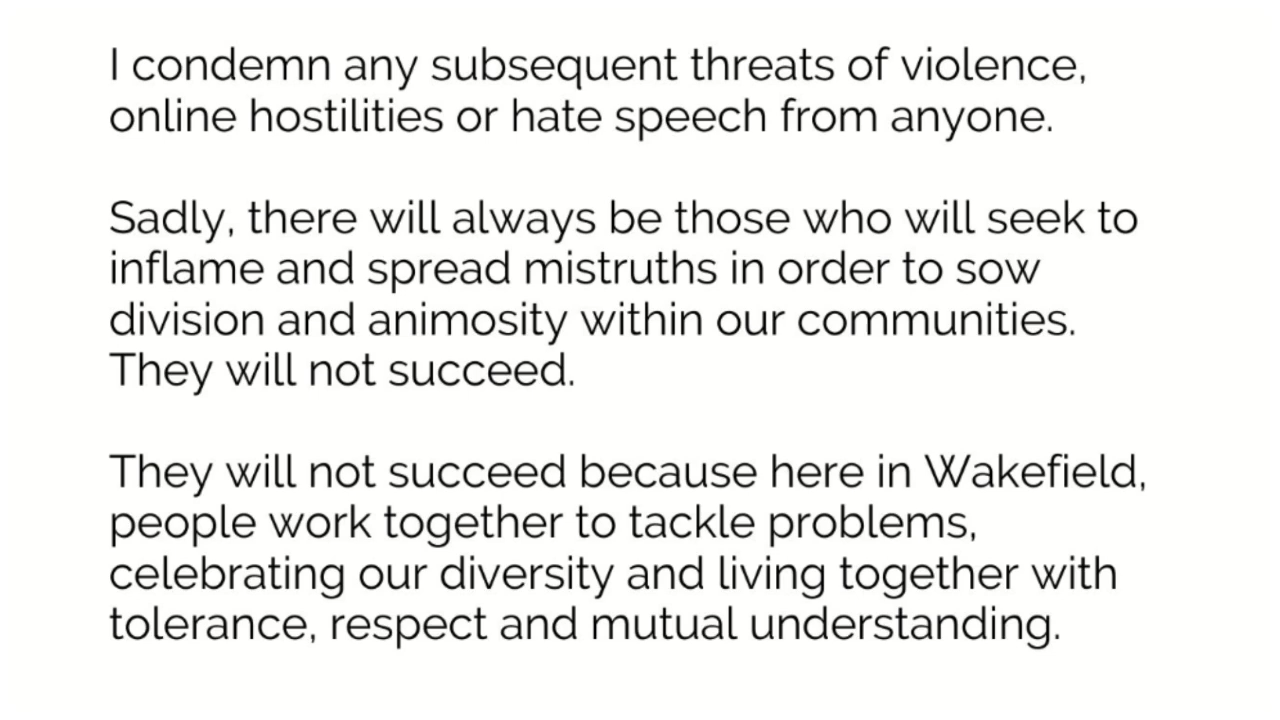 I condemn any subsequent threats of violence,
online hostilities or hate speech from anyone.
Sadly, there will always be those who will seek to
inflame and spread mistruths in order to sow
division and animosity within our communities.
They will not succeed.
They will not succeed because here in Wakefield,
people work together to tackle problems,
celebrating our diversity and living together with
tolerance, respect and mutual understanding.